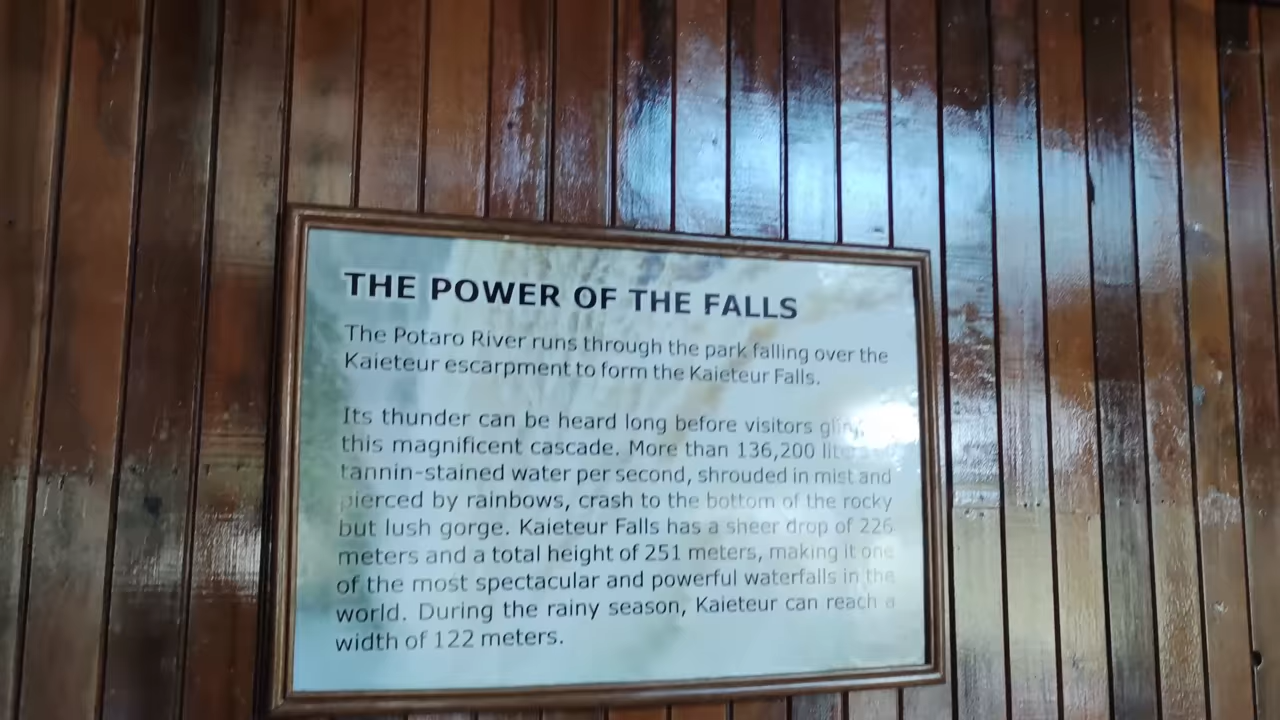 THE POWER OF THE FALLS
The Potaro River runs through the park falling over the
Kaieteur escarpment to form the Kaieteur Falls.
Its thunder can be heard long before visitors
this magnificent cascade. More than 136,200
tannin-stained water per second, shrouded in mist and
pierced by rainbows, crash to the bottom of the rocky
but lush gorge. Kaieteur Falls has a sheer drop of 226
meters and a total height of 251 meters, making it one
of the most spectacular and powerful waterfalls in the
world. During the rainy season, Kaieteur can reach a
width of 122 meters.